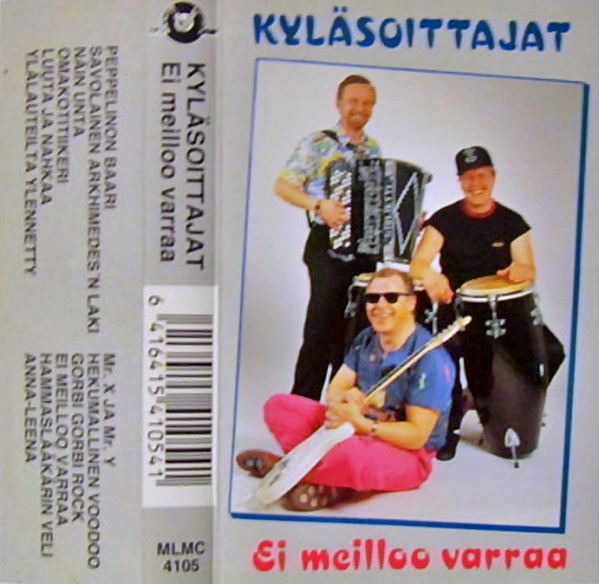 KYLÄSOITTAJAT
Ei meilloo varraa
KYLÄSOITTAJAT
Ei meilloo varraa
6 416415 410541
MLMC
4105
PEPPELINON BAARI
SAVOLAINEN ARKHIMEDES´N LAKI
NÄIN UNTA
OMAKOTITIIKERI
LUUTA JA NAHKAA
YLÄLAUTEILTA YLENNETTY
Mr. X JA Mr. Y
HEKUMALLINEN VOODOO
GORBI GORBI ROCK
EI MEILLOO VARRAA
HAMMASLÄÄKÄRIN VELI
ANNA-LEENA